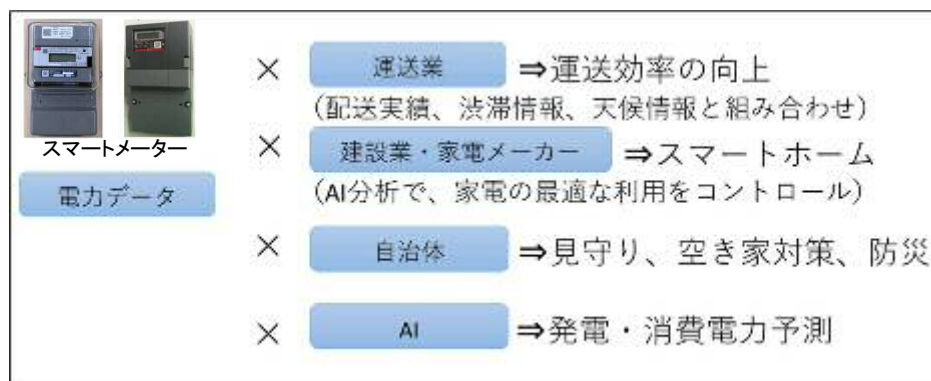 × 運送業 ⇒運送効率の向上
(配送実績、渋滞情報、天候情報と組み合わせ)
スマートメーター
× 建設業・家電メーカー ⇒スマートホーム
電力データ
(AI分析で、家電の最適な利用をコントロール)
× 自治体 ⇒見守り、空き家対策、防災
× AI ⇒発電・消費電力予測